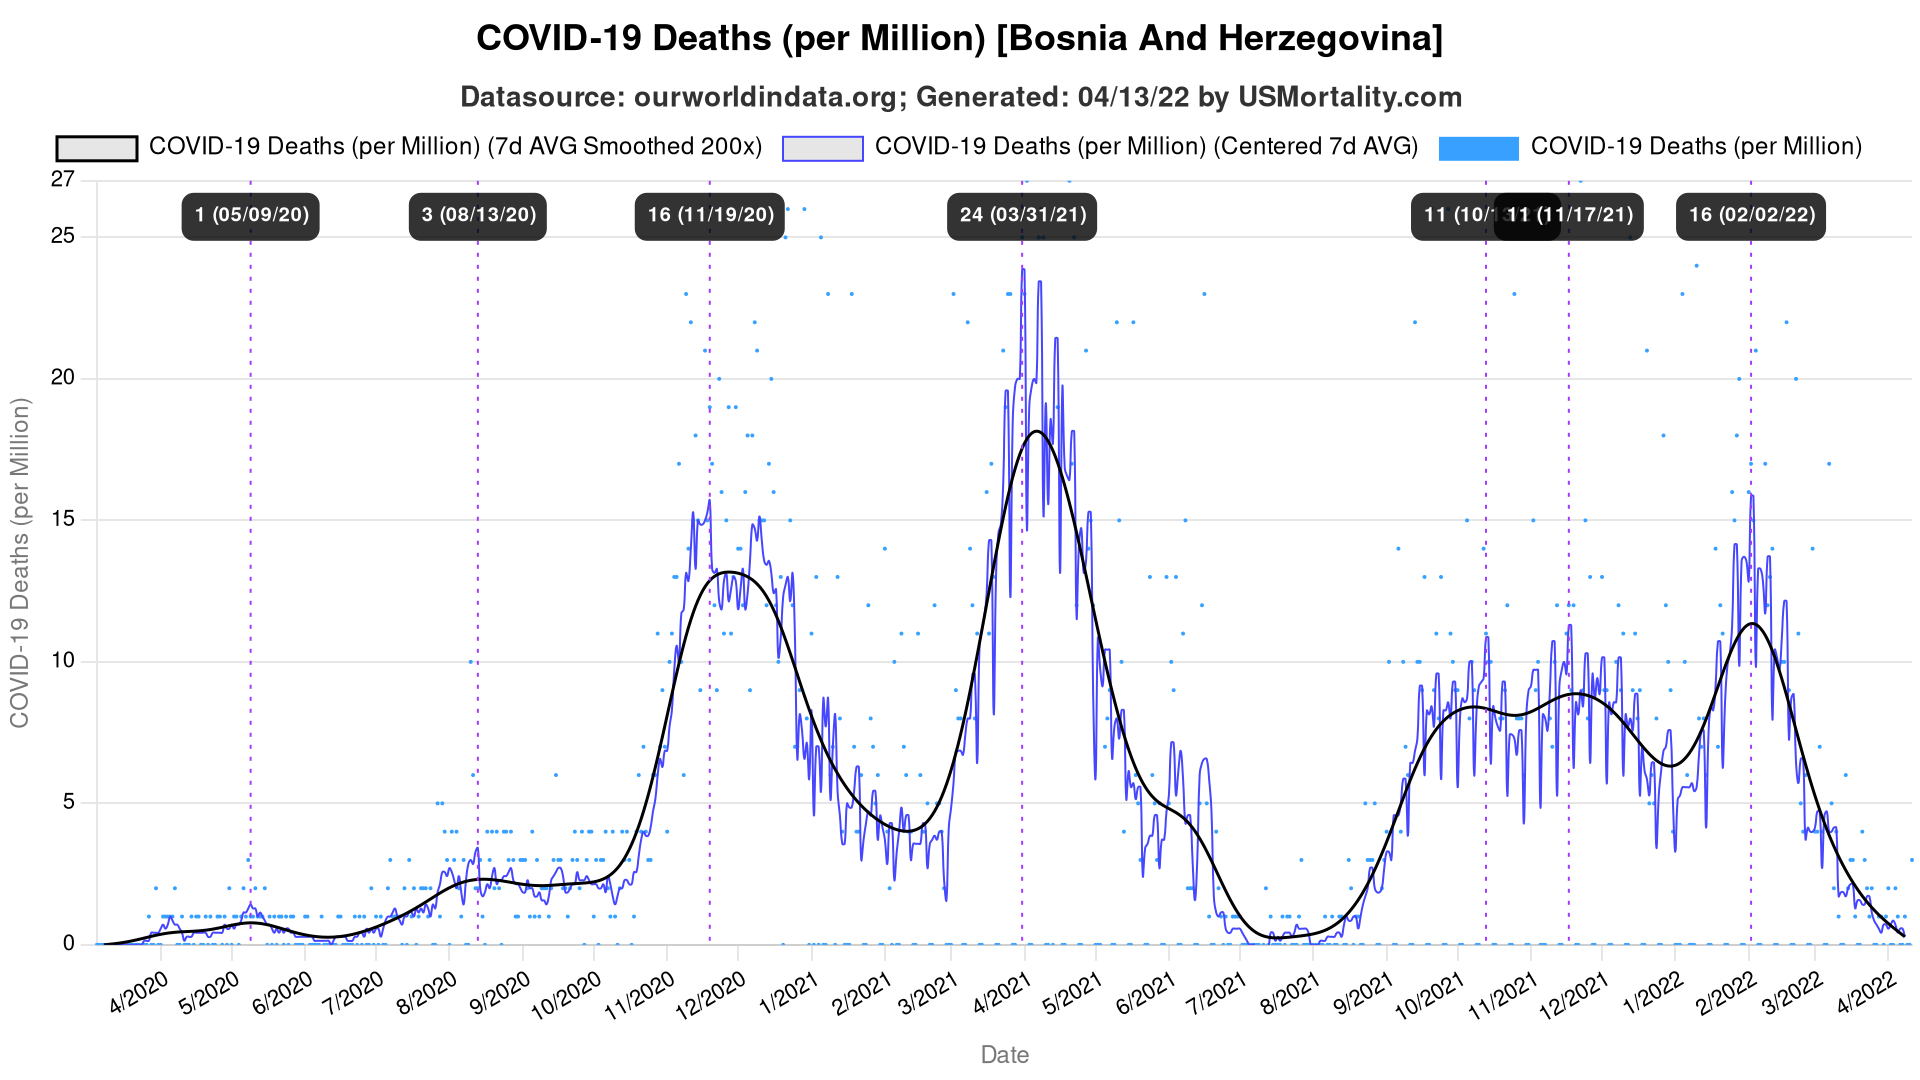 COVID-19 Deaths (per Million) [Bosnia And Herzegovina]
Datasource: ourworldindata.org; Generated: 04/13/22 by USMortality.com
COVID-19 Deaths (per Million) (7d AVG Smoothed 200x) COVID-19 Deaths (per Million) (Centered 7d AVG) COVID-19 Deaths (per Million)
27
1 (05/09/20) 3 (08/13/20) 16 (11/19/20) 24 (03/31/21) 11 (10/13 11 (11/17/21) 16 (02/02/22)
25
20
15
10
5
0
COVID-19 Deaths (per Million)
4/2020 5/2020 6/2020 7/2020 8/2020 9/2020 10/2020 11/2020 12/2020 1/2021 2/2021 3/2021 4/2021 5/2021 6/2021 7/2021 8/2021 9/2021 10/2021 11/2021 12/2021 1/2022 2/2022 3/2022 4/2022
Date